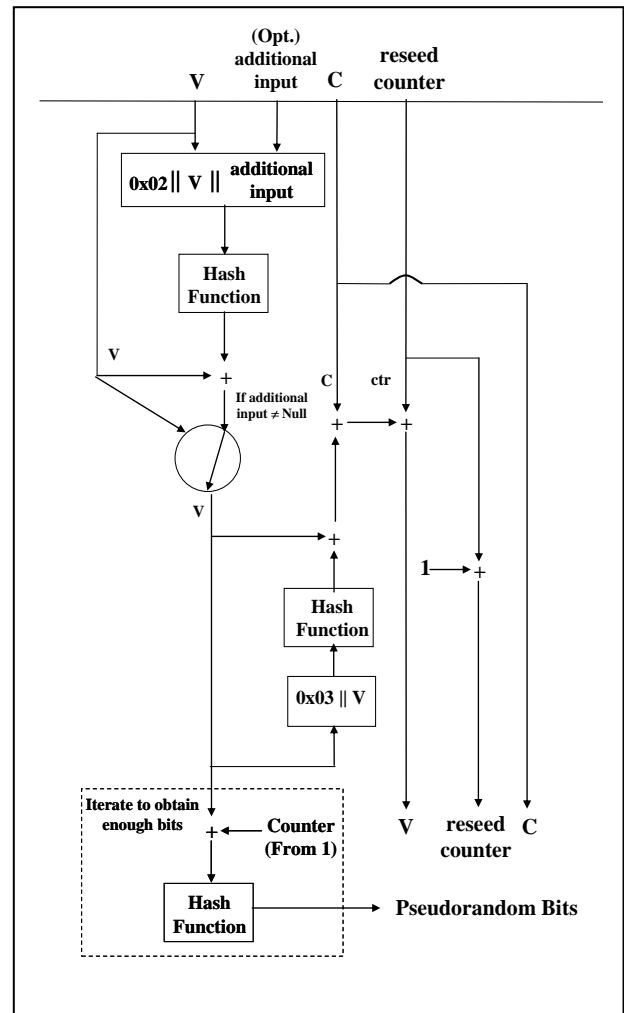 (Opt.)
additional
input
V
C
reseed
counter
0x02 || V || additional
input
Hash
Function
V
+
If additional
input ≠ Null
C
ctr
+
+
V
+
1
+
Hash
Function
0x03 || V
Iterate to obtain
enough bits
+
Counter
(From 1)
V
reseed
counter
C
Hash
Function
Pseudorandom Bits